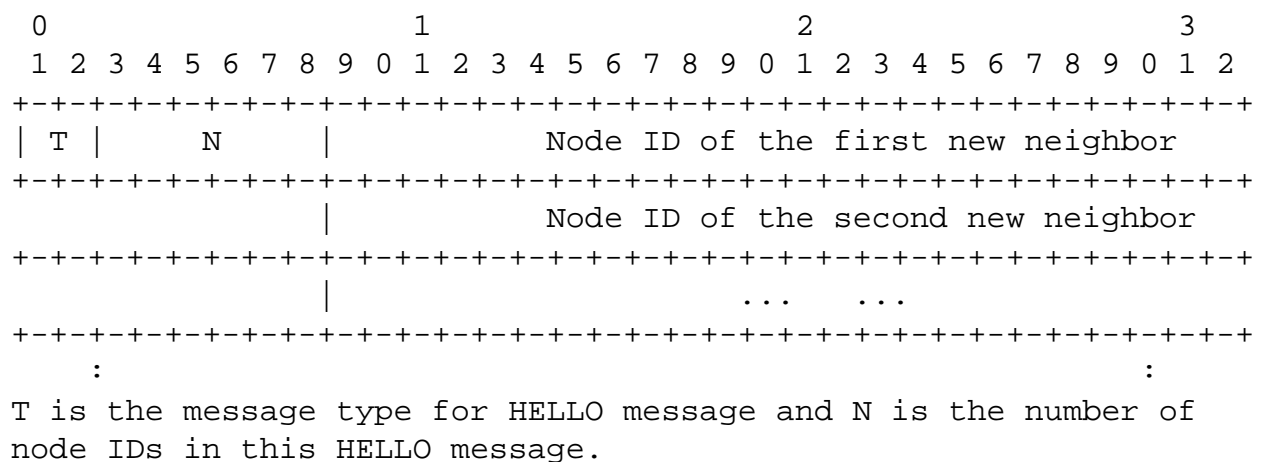 0                   1                   2                   3
 1 2 3 4 5 6 7 8 9 0 1 2 3 4 5 6 7 8 9 0 1 2 3 4 5 6 7 8 9 0 1 2
+-+-+-+-+-+-+-+-+-+-+-+-+-+-+-+-+-+-+-+-+-+-+-+-+-+-+-+-+-+-+-+-+
| T |     N     |           Node ID of the first new neighbor
+-+-+-+-+-+-+-+-+-+-+-+-+-+-+-+-+-+-+-+-+-+-+-+-+-+-+-+-+-+-+-+-+
                |           Node ID of the second new neighbor
+-+-+-+-+-+-+-+-+-+-+-+-+-+-+-+-+-+-+-+-+-+-+-+-+-+-+-+-+-+-+-+-+
                |                     ...   ...
+-+-+-+-+-+-+-+-+-+-+-+-+-+-+-+-+-+-+-+-+-+-+-+-+-+-+-+-+-+-+-+-+
    :                                                      :
T is the message type for HELLO message and N is the number of
node IDs in this HELLO message.